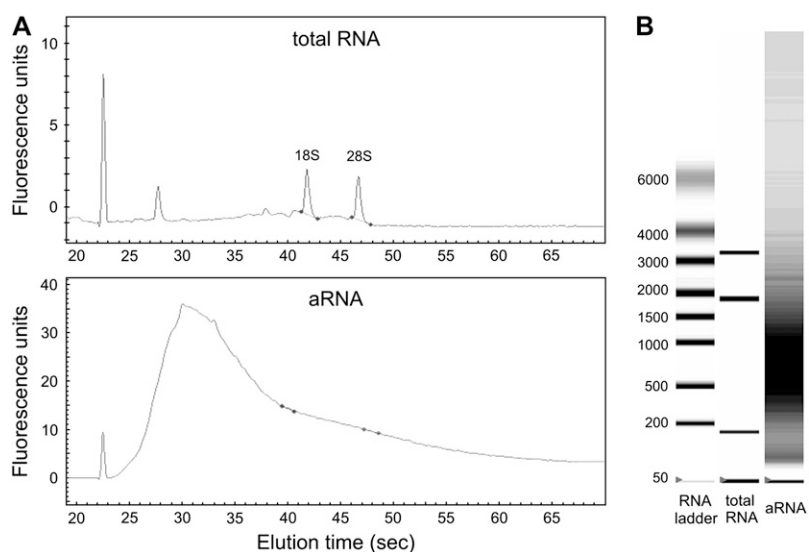 A
total RNA
Fluorescence units
10
5
0
18S
28S
20 25 30 35 40 45 50 55 60 65
aRNA
Fluorescence units
40
30
20
10
0
20 25 30 35 40 45 50 55 60 65
Elution time (sec)
B
6000
4000
3000
2000
1500
1000
500
200
50
RNA
ladder
total
RNA
aRNA